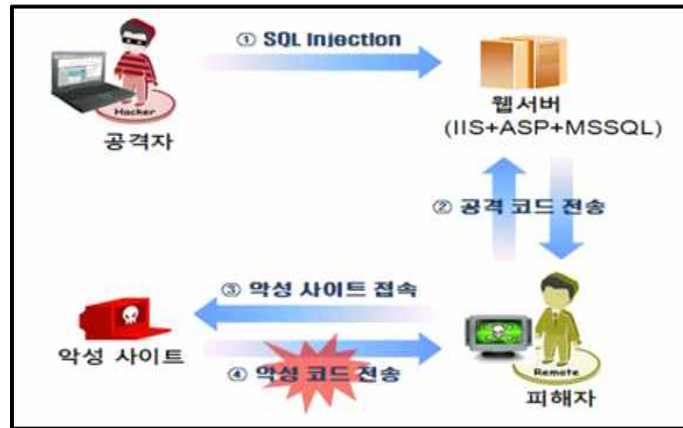 ① SQL Injection
Hacker
공격자
웹서버
(IIS+ASP+MSSQL)
② 공격 코드 전송
③ 악성 사이트 접속
악성 사이트
④ 악성 코드 전송
Remote
피해자